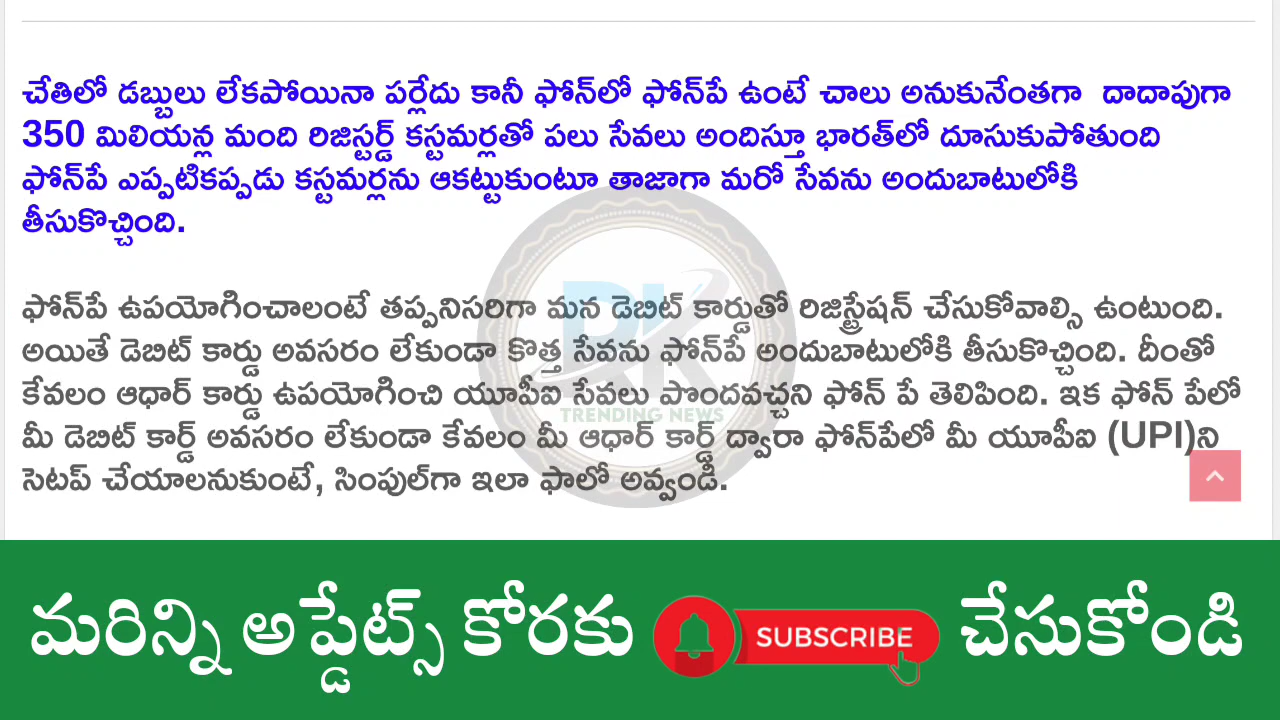 చేతిలో డబ్బులు లేకపోయినా పర్లేదు కానీ ఫోన్‌లో ఫోన్‌పే ఉంటే చాలు అనుకునేంతగా దాదాపుగా
350 మిలియన్ల మంది రిజిస్టర్డ్ కస్టమర్లతో పలు సేవలు అందిస్తూ భారత్‌లో దూసుకుపోతుంది
ఫోన్‌పే ఎప్పటికప్పడు కస్టమర్లను ఆకట్టుకుంటూ తాజాగా మరో సేవను అందుబాటులోకి
తీసుకొచ్చింది.
ఫోన్‌పే ఉపయోగించాలంటే తప్పనిసరిగా మన డెబిట్ కార్డుతో రిజిస్ట్రేషన్ చేసుకోవాల్సి ఉంటుంది.
అయితే డెబిట్ కార్డు అవసరం లేకుండా కొత్త సేవను ఫోన్‌పే అందుబాటులోకి తీసుకొచ్చింది. దీంతో
కేవలం ఆధార్ కార్డు ఉపయోగించి యూపీఐ సేవలు పొందవచ్చని ఫోన్ పే తెలిపింది. ఇక ఫోన్ పేలో
మీ డెబిట్ కార్డ్ అవసరం లేకుండా కేవలం మీ ఆధార్ కార్డ్ ద్వారా ఫోన్‌పేలో మీ యూపీఐ (UPI)ని
సెటప్ చేయాలనుకుంటే, సింపుల్‌గా ఇలా ఫాలో అవ్వండి.
DK
TRENDING NEWS
మరిన్ని అప్డేట్స్ కోరకు SUBSCRIBE చేసుకోండి